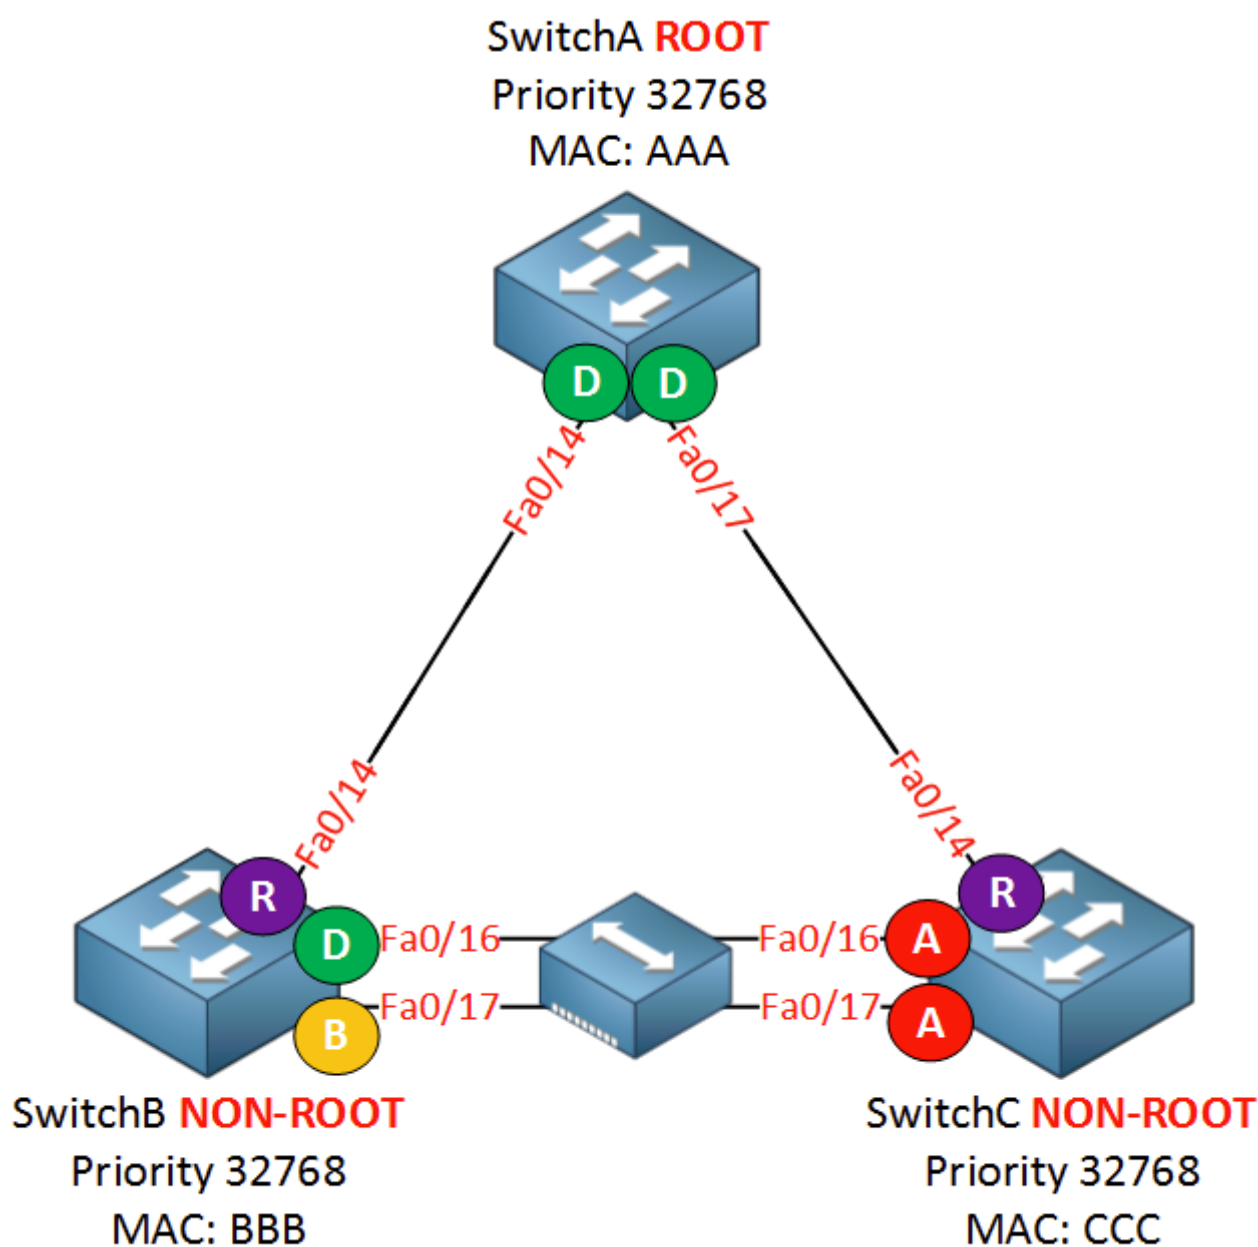 SwitchA ROOT
Priority 32768
MAC: AAA
D
D
Fa0/14
Fa0/17
Fa0/14
Fa0/14
R
R
D
Fa0/16
Fa0/16
A
B
Fa0/17
Fa0/17
A
SwitchB NON-ROOT
Priority 32768
MAC: BBB
SwitchC NON-ROOT
Priority 32768
MAC: CCC